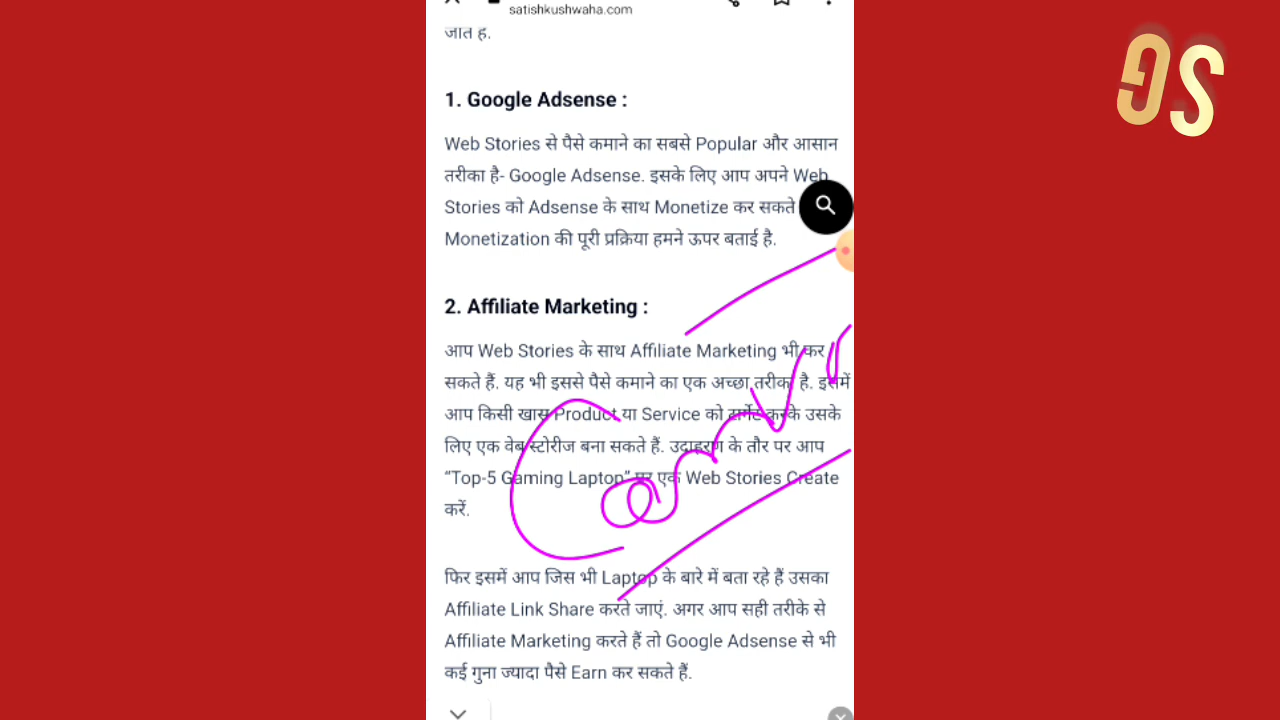 satishkushwaha.com
जाते हैं.
1. Google Adsense :
Web Stories से पैसे कमाने का सबसे Popular और आसान
तरीका है- Google Adsense. इसके लिए आप अपने Web
Stories को Adsense के साथ Monetize कर सकते
Monetization की पूरी प्रक्रिया हमने ऊपर बताई है.
2. Affiliate Marketing :
आप Web Stories के साथ Affiliate Marketing भी कर
सकते हैं. यह भी इससे पैसे कमाने का एक अच्छा तरीका है. इसमें
आप किसी खास Product या Service को टार्गेट करके उसके
लिए एक वेब स्टोरीज बना सकते हैं. उदाहरण के तौर पर आप
“Top-5 Gaming Laptop” पर एक Web Stories Create
करें.
फिर इसमें आप जिस भी Laptop के बारे में बता रहे हैं उसका
Affiliate Link Share करते जाएं. अगर आप सही तरीके से
Affiliate Marketing करते हैं तो Google Adsense से भी
कई गुना ज्यादा पैसे Earn कर सकते हैं.